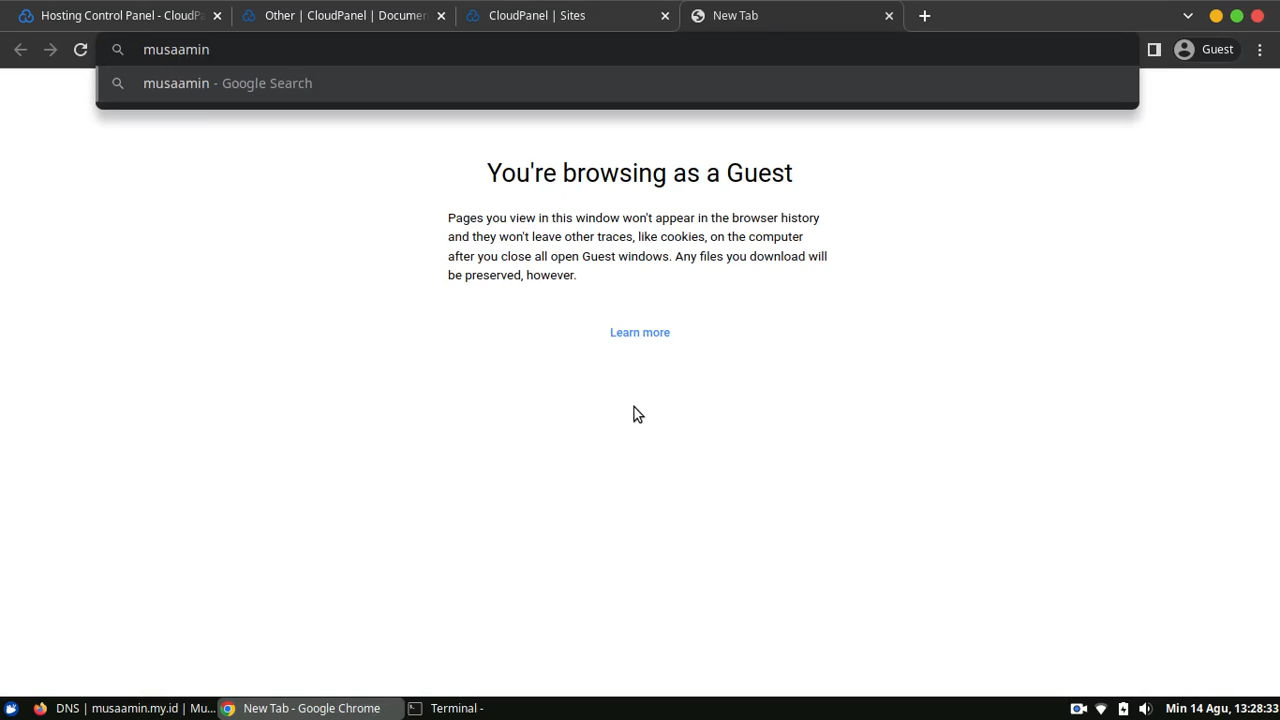 Hosting Control Panel - CloudPa
Other | CloudPanel | Documen
CloudPanel | Sites
New Tab
musaamin
Guest
musaamin - Google Search
You're browsing as a Guest
Pages you view in this window won't appear in the browser history
and they won't leave other traces, like cookies, on the computer
after you close all open Guest windows. Any files you download will
be preserved, however.
Learn more
DNS | musaamin.my.id | Mu...
New Tab - Google Chrome
Terminal -
Min 14 Agu, 13:28:33